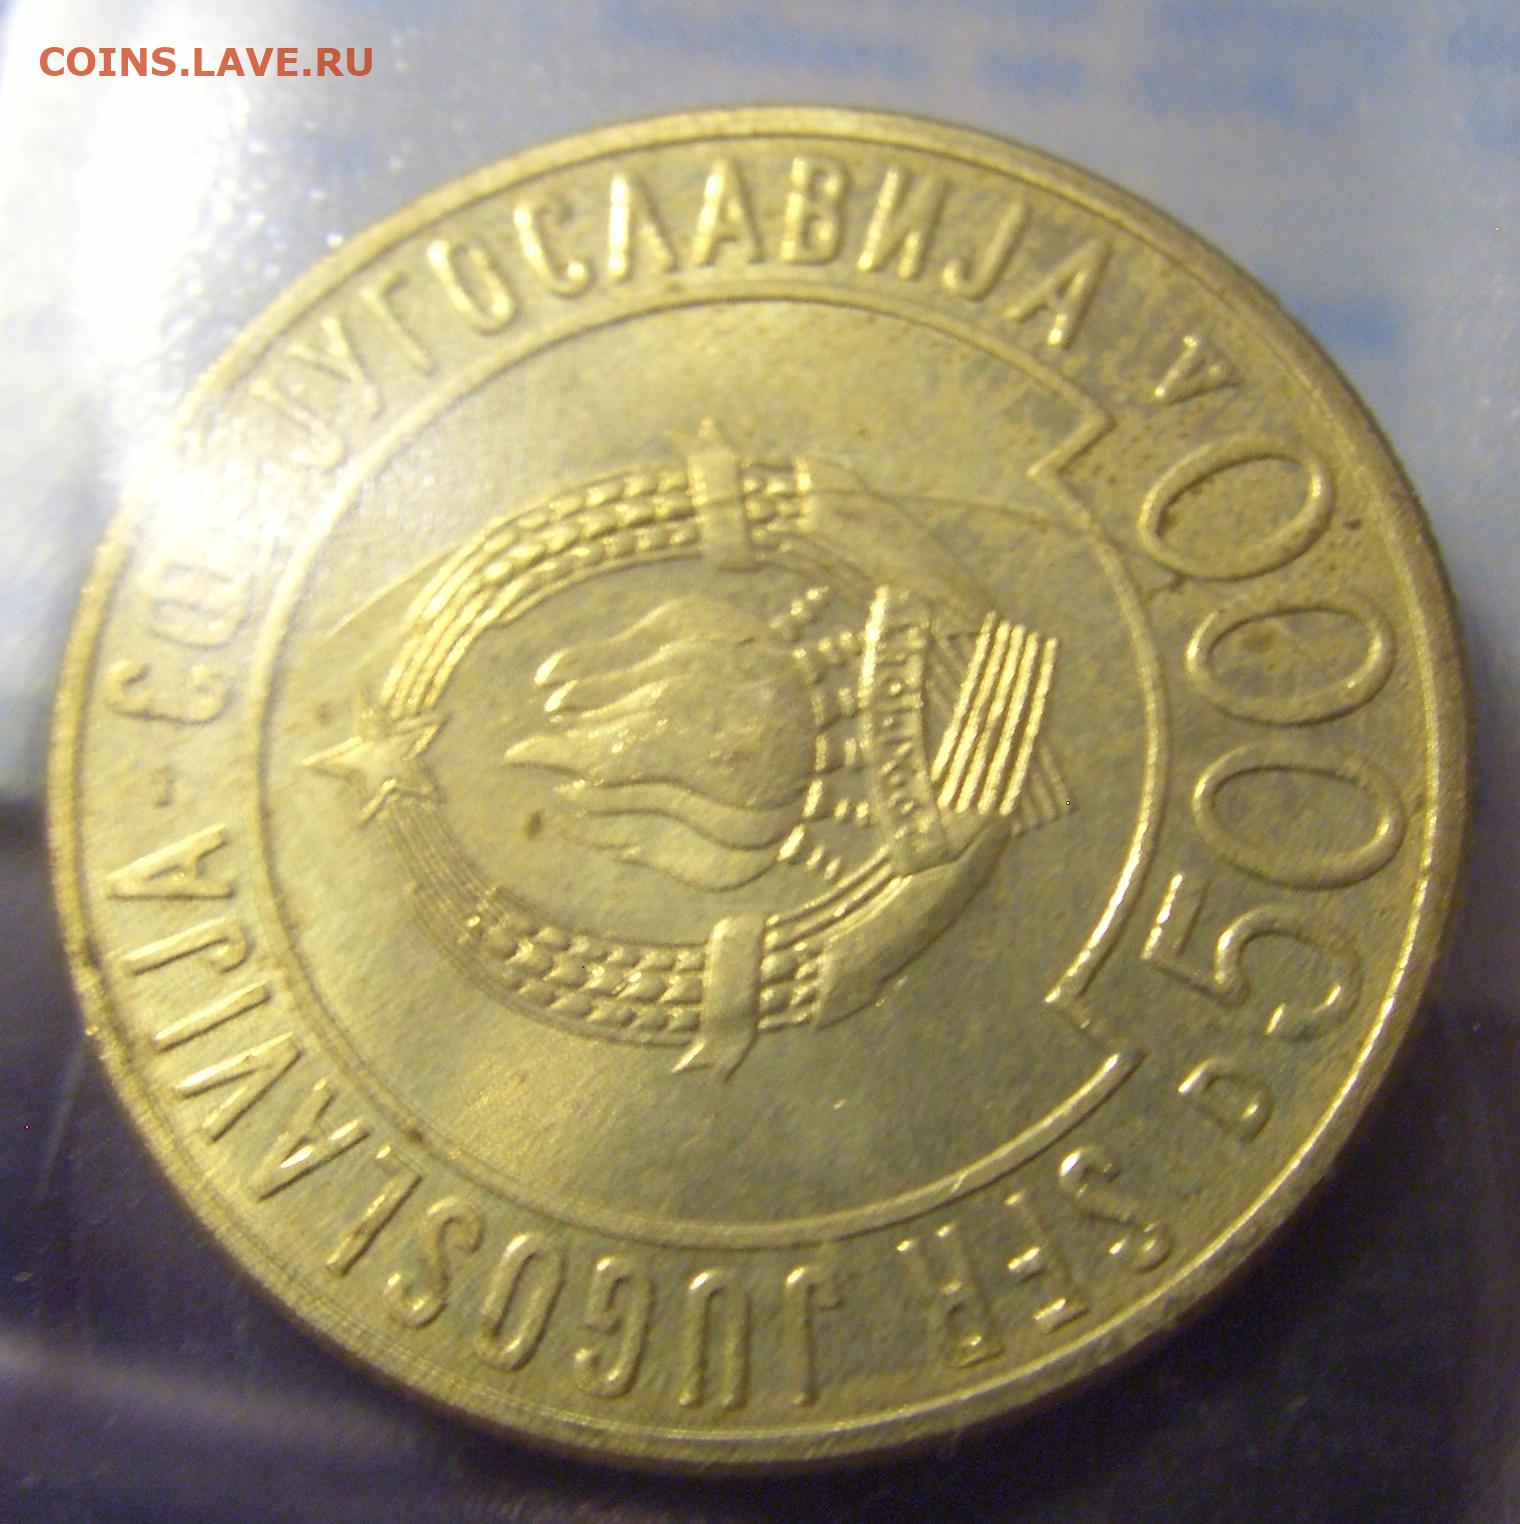 COINS.LAVE.RU
SFR JUGOSLAVIJA - СФР ЈУГОСЛАВИЈА
D 5000 Д